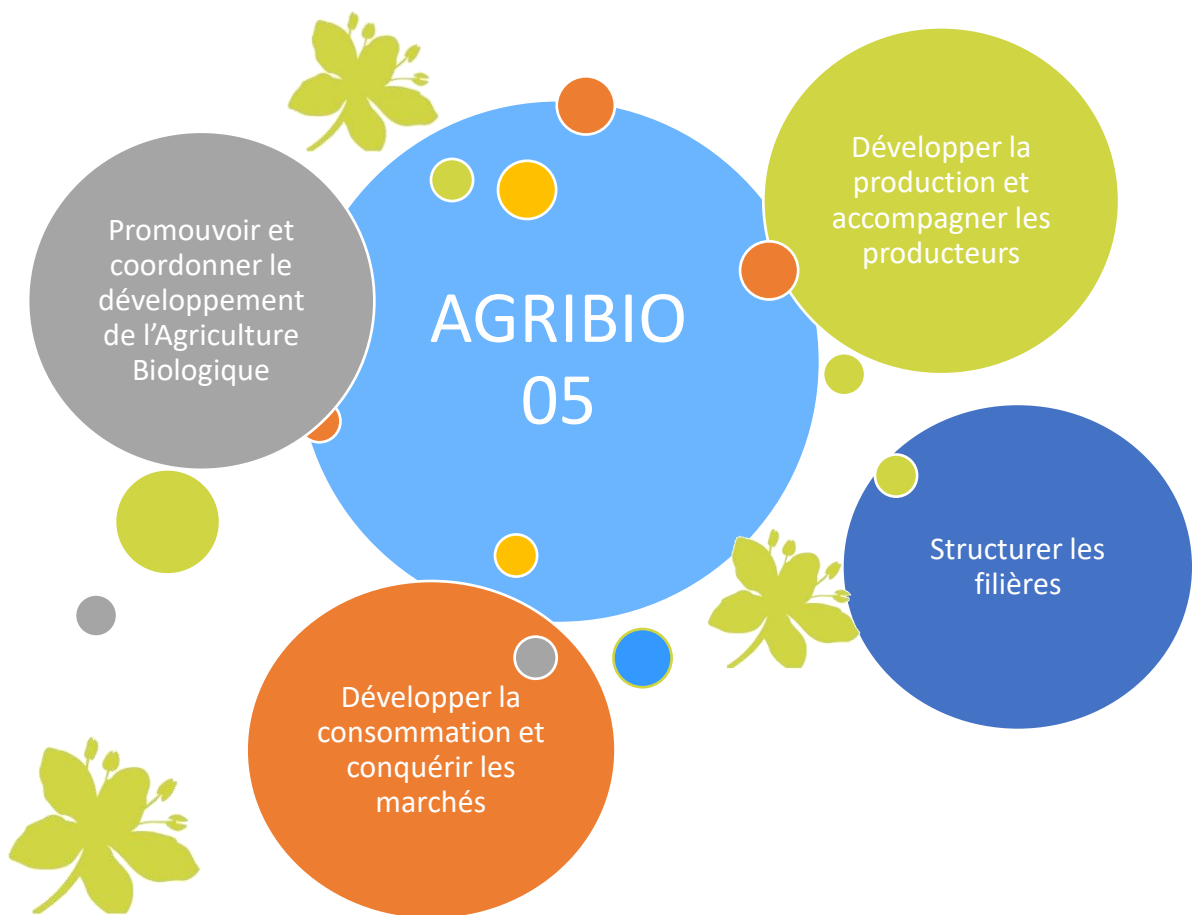 Promouvoir et
coordonner le
développement
de l’Agriculture
Biologique
AGRIBIO
05
Développer la
production et
accompagner les
producteurs
Structurer les
filières
Développer la
consommation et
conquérir les
marchés